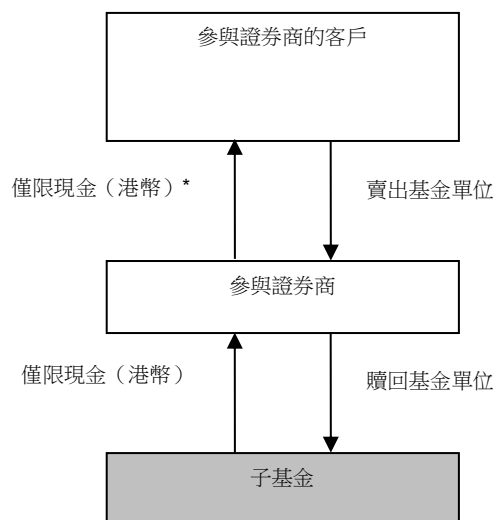 參與證券商的客戶
僅限現金（港幣）*
賣出基金單位
參與證券商
僅限現金（港幣）
贖回基金單位
子基金